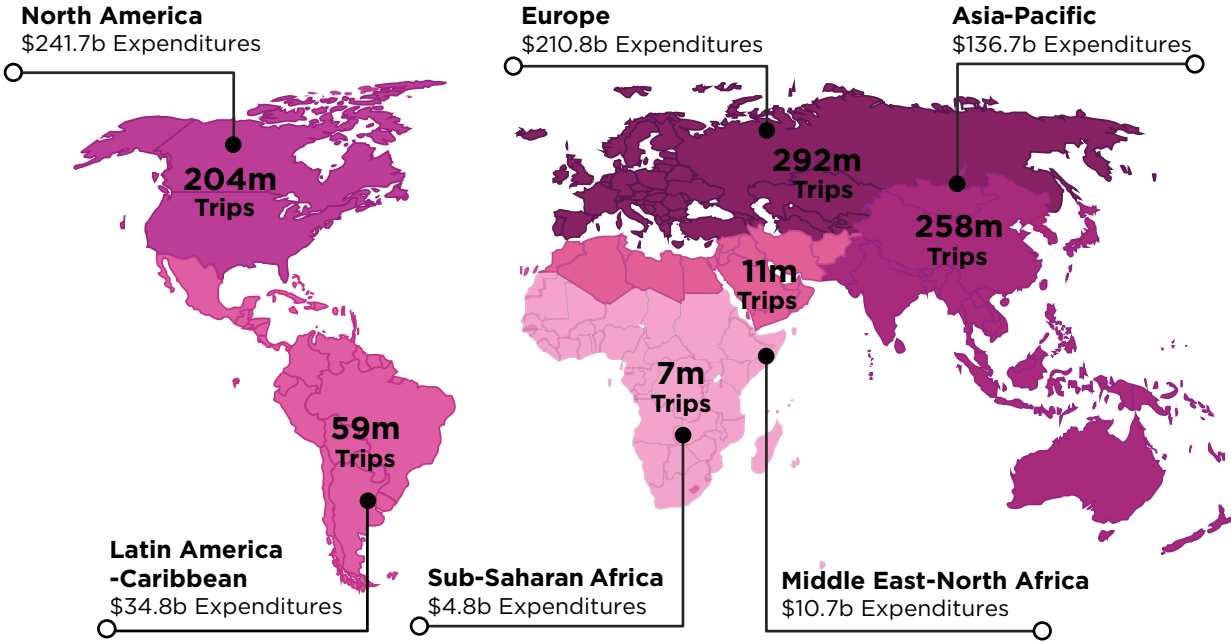 North America
$241.7b Expenditures
Europe
$210.8b Expenditures
Asia-Pacific
$136.7b Expenditures
204m
Trips
292m
Trips
258m
Trips
11m
Trips
7m
Trips
59m
Trips
Latin America
-Caribbean
$34.8b Expenditures
Sub-Saharan Africa
$4.8b Expenditures
Middle East-North Africa
$10.7b Expenditures